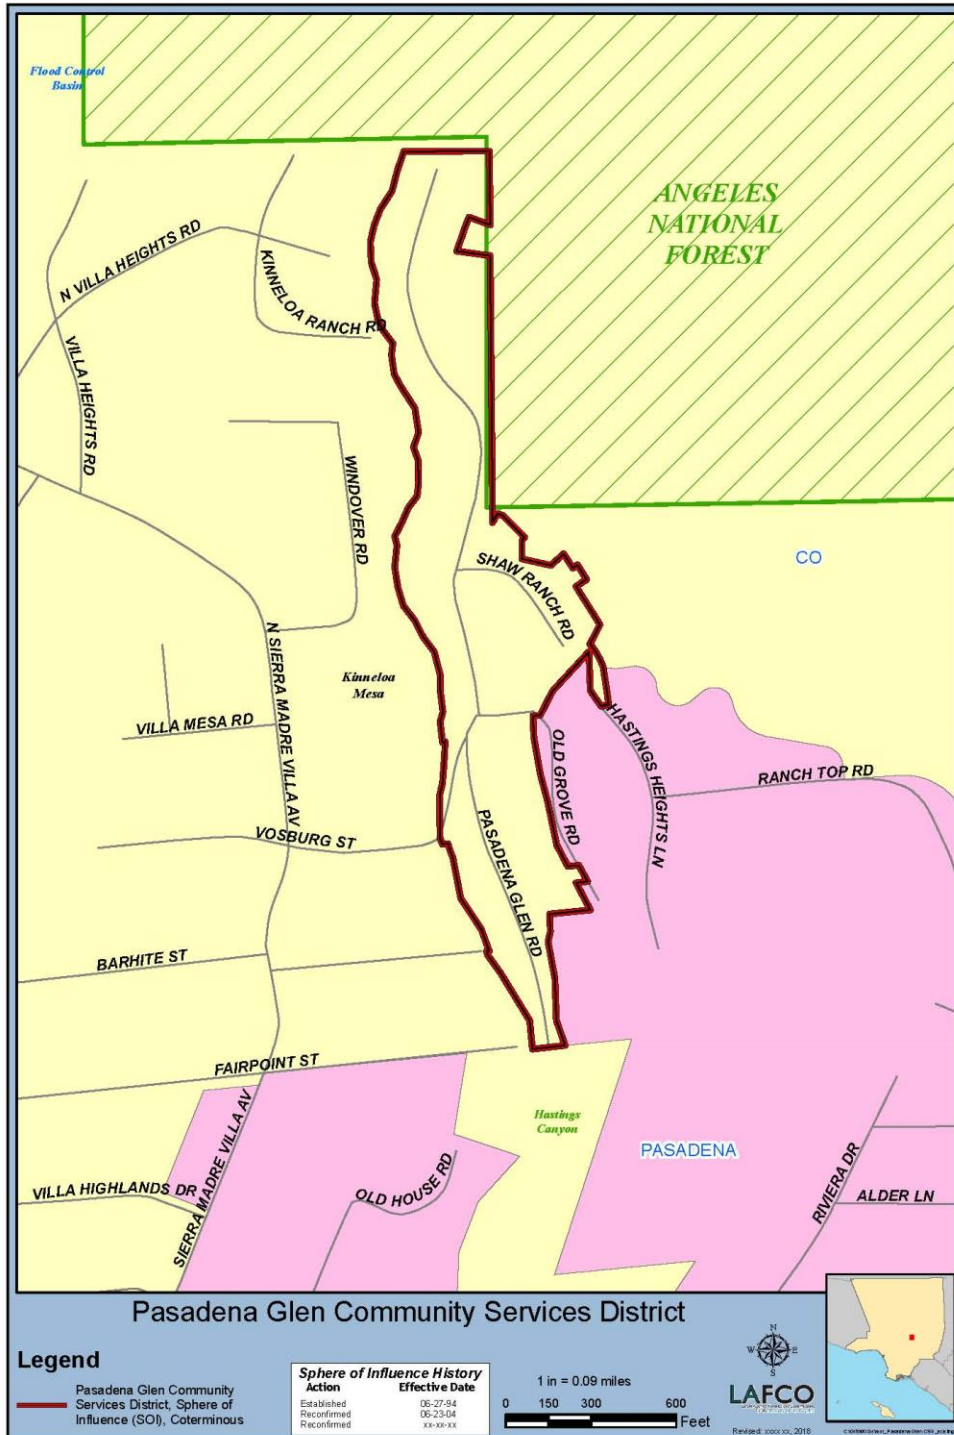 Flood Control
Basin
ANGELES
NATIONAL
FOREST
N VILLA HEIGHTS RD
KINNELOA RANCH RD
VILLA HEIGHTS RD
WINDOVER RD
CO
SHAW RANCH RD
N SIERRA MADRE VILLA AV
Kinneloa
Mesa
VILLA MESA RD
HASTINGS HEIGHTS LN
OLD GROVE RD
RANCH TOP RD
VOSBURG ST
PASADENA GLEN RD
BARHITE ST
FAIRPOINT ST
Hastings
Canyon
SIERRA MADRE VILLA AV
PASADENA
VILLA HIGHLANDS DR
OLD HOUSE RD
RIVIERA DR
ALDER LN
Pasadena Glen Community Services District
Legend
Pasadena Glen Community
Services District, Sphere of
Influence (SOI), Coterminous
Sphere of Influence History
Action Effective Date
Established 06-27-94
Reconfirmed 06-23-04
Reconfirmed xx-xx-xx
1 in = 0.09 miles
0 150 300 600
Feet
N
W E
S
LAFCO
Revised: xxxx xx, 2018